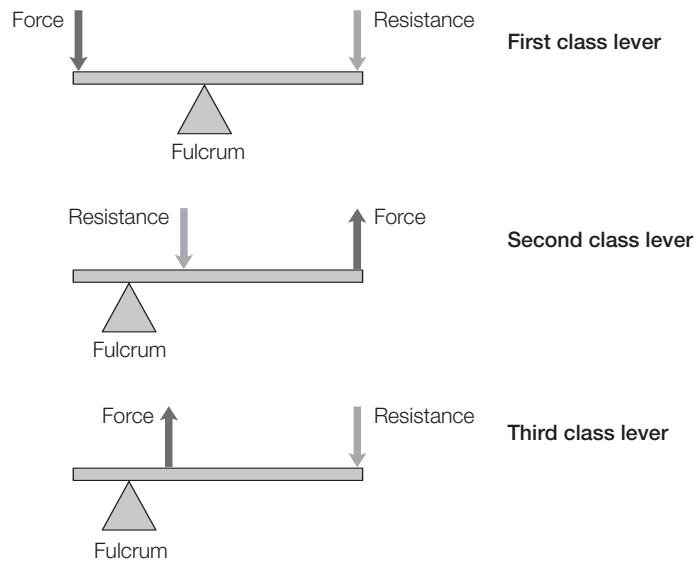 Force
Resistance
First class lever
Fulcrum
Resistance
Force
Second class lever
Fulcrum
Force
Resistance
Third class lever
Fulcrum